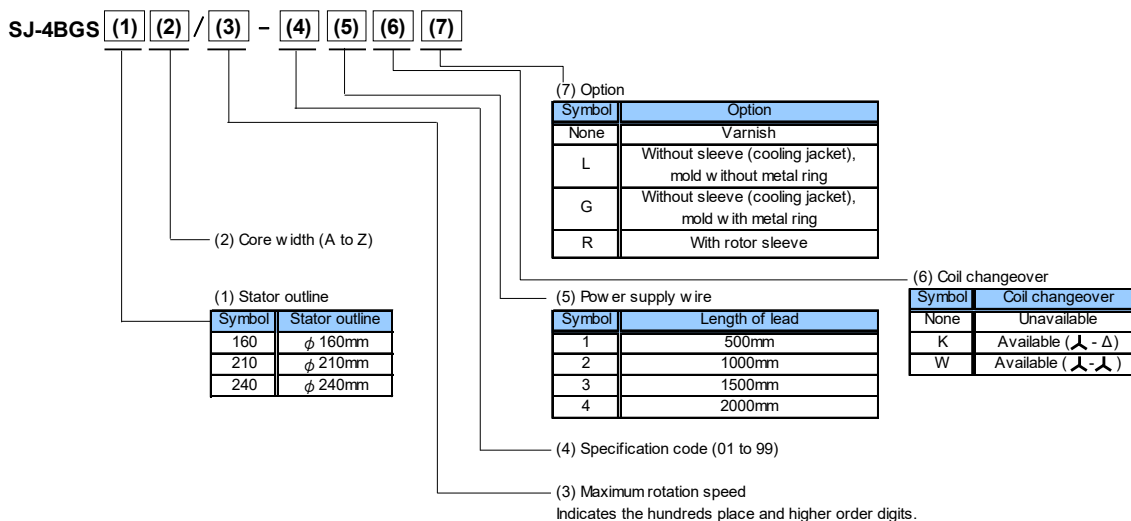 SJ-4BGS (1) (2) / (3) - (4) (5) (6) (7)
(7) Option
Symbol Option
None Varnish
L Without sleeve (cooling jacket), mold without metal ring
G Without sleeve (cooling jacket), mold with metal ring
R With rotor sleeve
(2) Core width (A to Z)
(6) Coil changeover
Symbol Coil changeover
None Unavailable
K Available (⅄ - Δ)
W Available (⅄-⅄)
(1) Stator outline
Symbol Stator outline
160 φ 160mm
210 φ 210mm
240 φ 240mm
(5) Power supply wire
Symbol Length of lead
1 500mm
2 1000mm
3 1500mm
4 2000mm
(4) Specification code (01 to 99)
(3) Maximum rotation speed
Indicates the hundreds place and higher order digits.